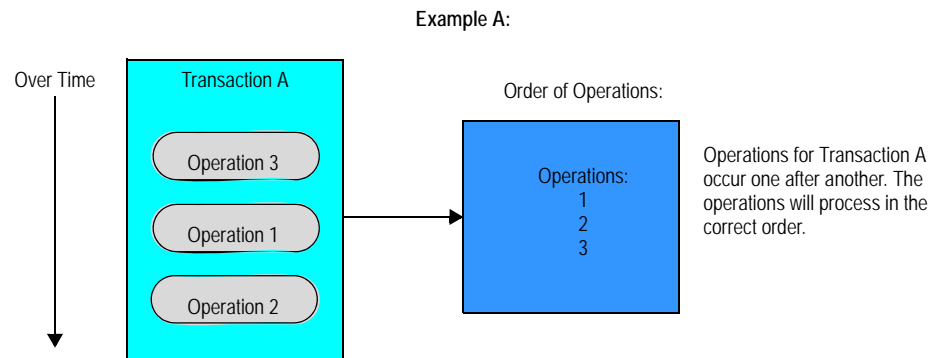 Example A:
Over Time
Transaction A
Operation 3
Operation 1
Operation 2
Order of Operations:
Operations:
1
2
3
Operations for Transaction A
occur one after another. The
operations will process in the
correct order.